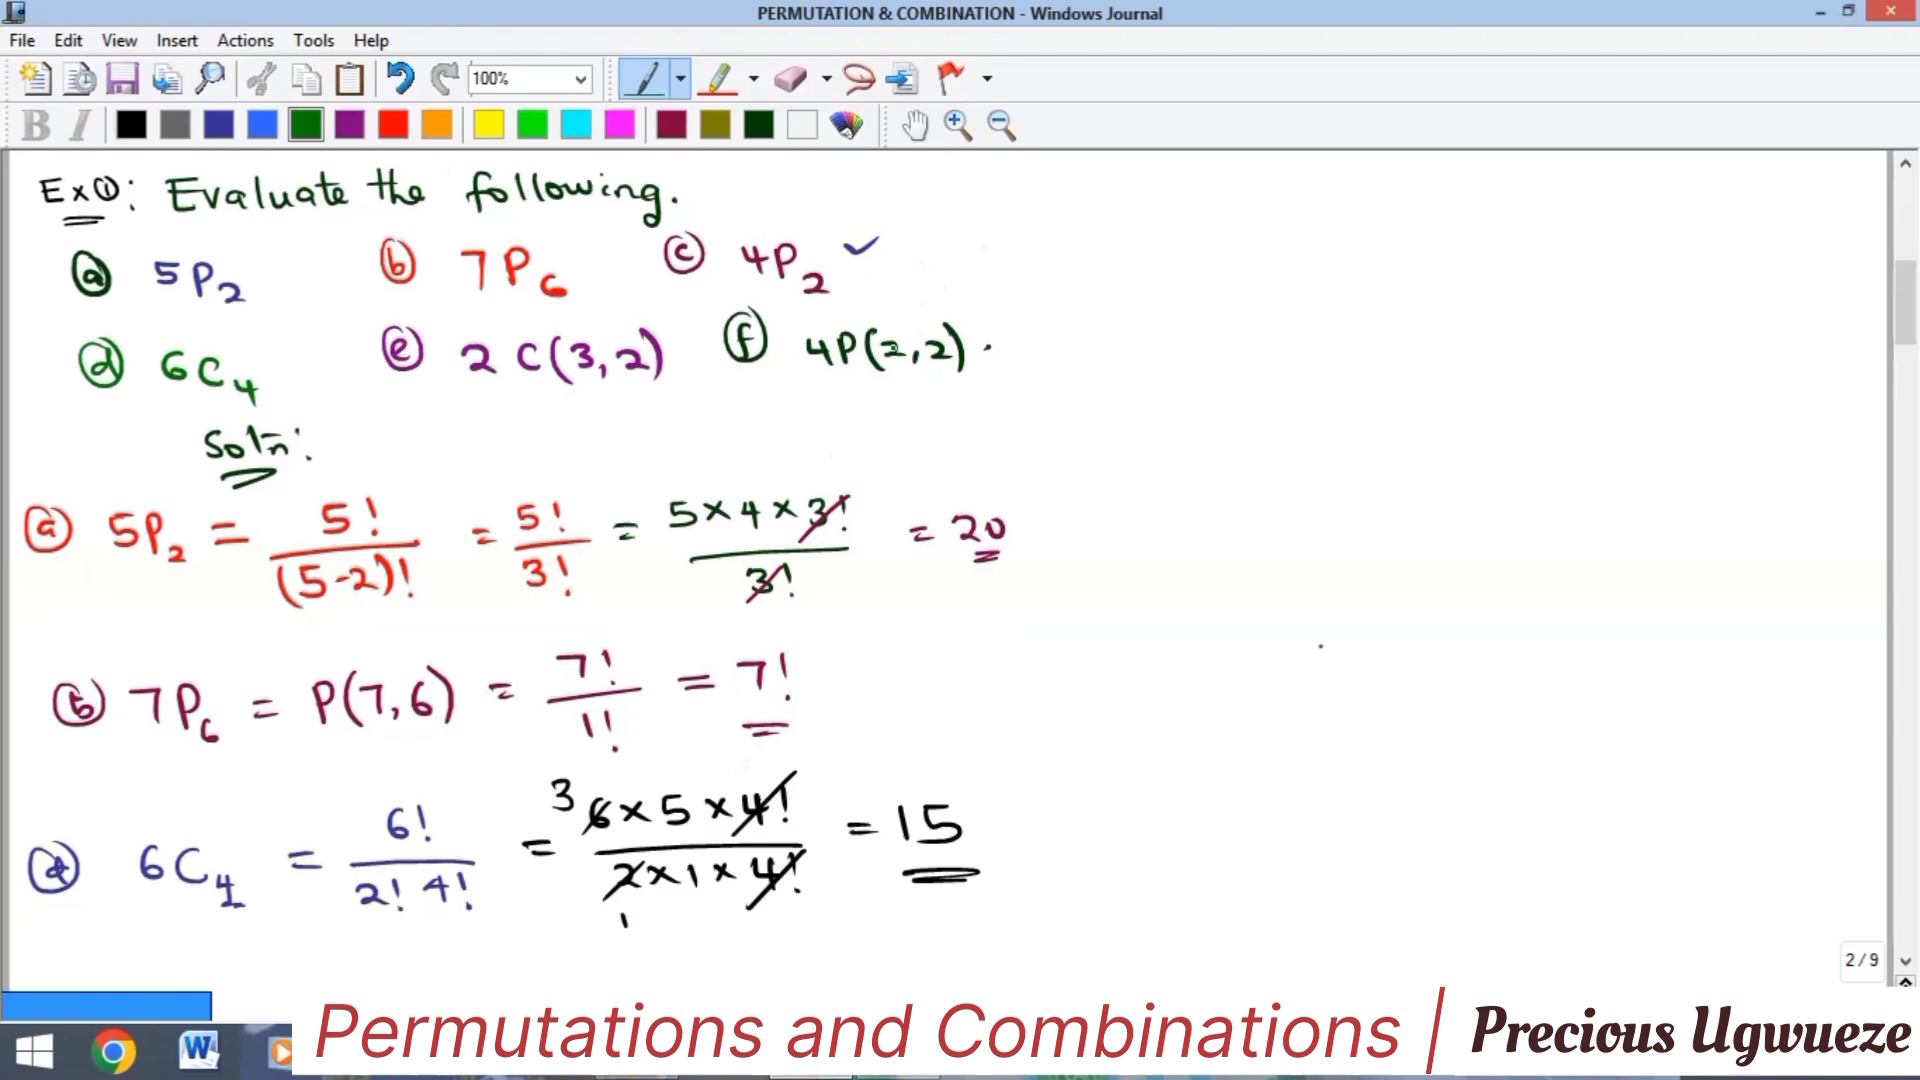 PERMUTATION & COMBINATION - Windows Journal
File Edit View Insert Actions Tools Help
100%
B I
Ex①: Evaluate the following.
ⓐ 5P₂ ⓑ 7P₆ ⓒ 4P₂ ✓
ⓓ 6C₄ ⓔ 2 C(3,2) ⓕ 4P(2,2).
Soln:
ⓐ 5P₂ = 5!/(5-2)! = 5!/3! = 5×4×3!/3! = 20
ⓑ 7P₆ = P(7,6) = 7!/1! = 7!
ⓓ 6C₄ = 6!/2! 4! = 3 6×5×4!/2×1×4! = 15
1
2/9
Permutations and Combinations | Precious Ugwueze